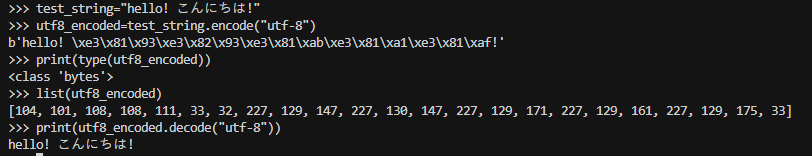 >>> test_string="hello! こんにちは!"
>>> utf8_encoded=test_string.encode("utf-8")
b'hello! \xe3\x81\x93\xe3\x82\x93\xe3\x81\xab\xe3\x81\xa1\xe3\x81\xaf!'
>>> print(type(utf8_encoded))
<class 'bytes'>
>>> list(utf8_encoded)
[104, 101, 108, 108, 111, 33, 32, 227, 129, 147, 227, 130, 147, 227, 129, 171, 227, 129, 161, 227, 129, 175, 33]
>>> print(utf8_encoded.decode("utf-8"))
hello! こんにちは!